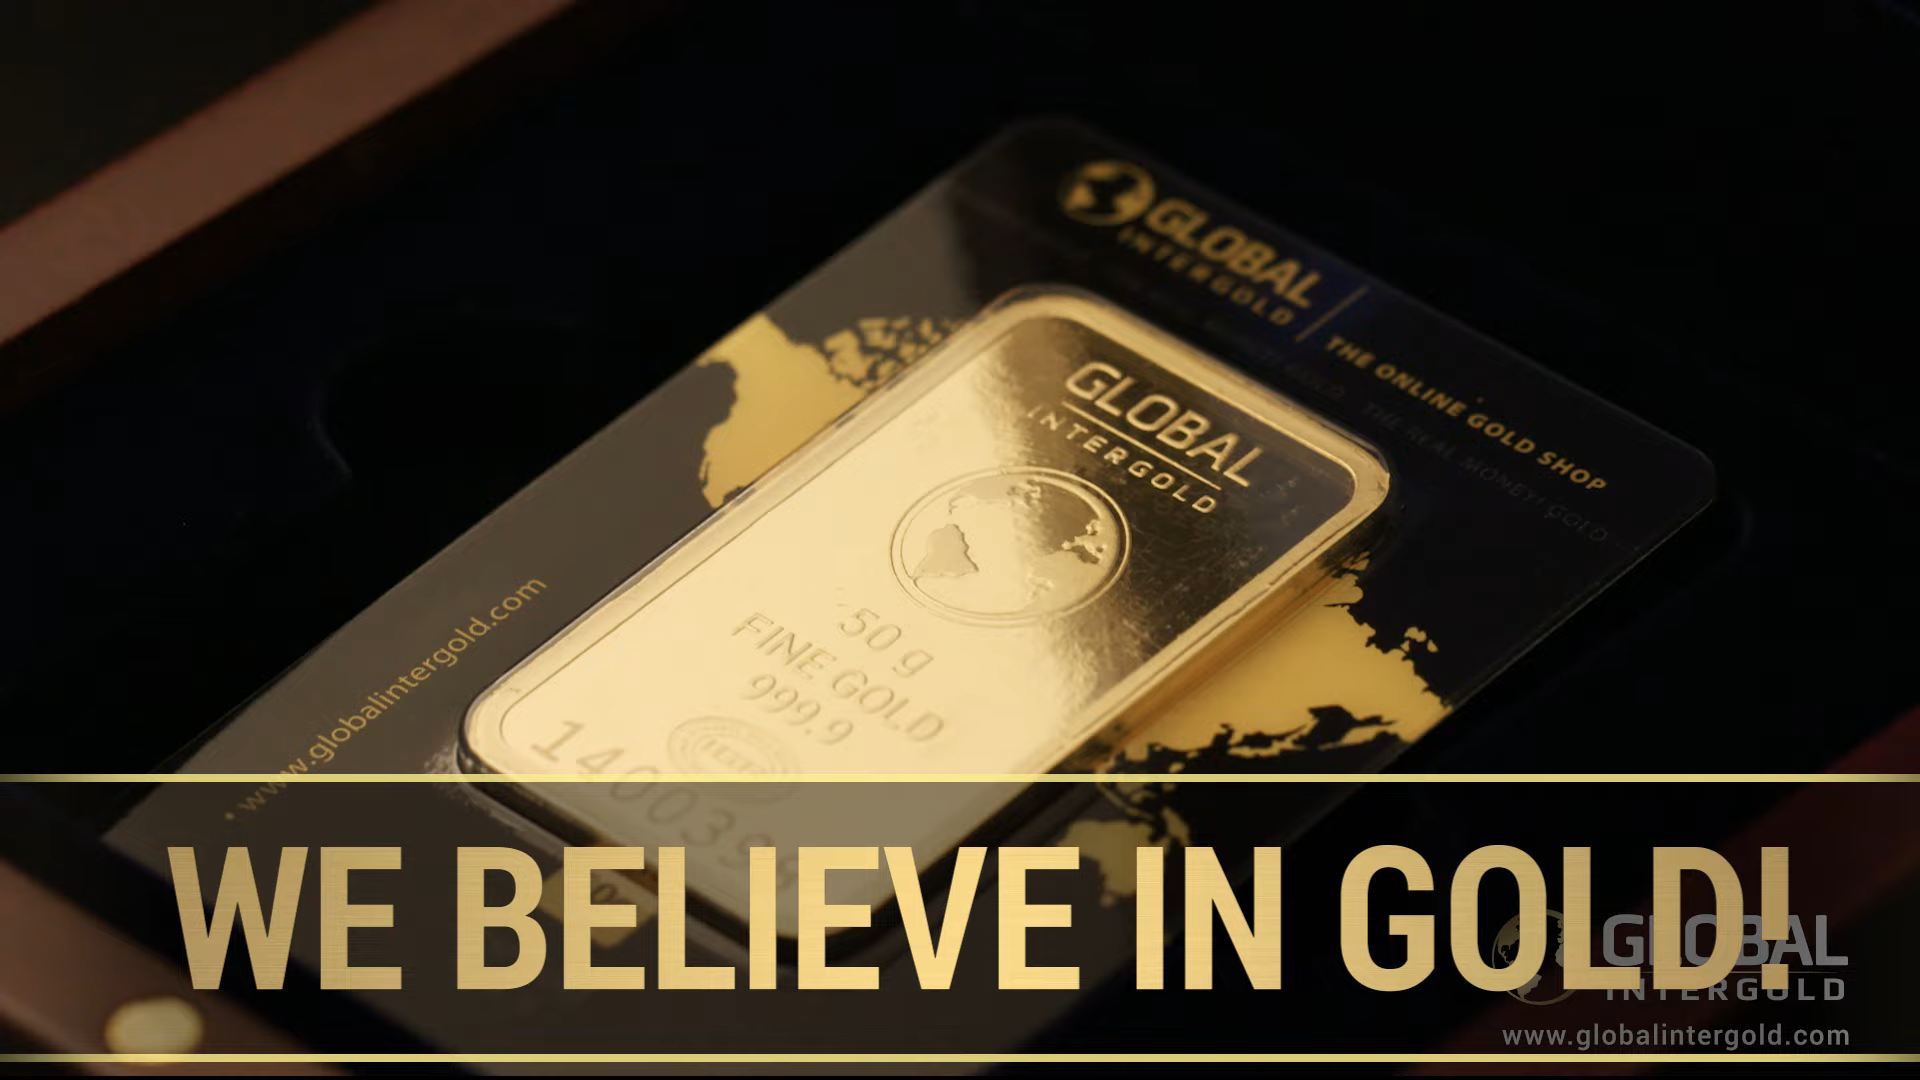 GLOBAL
INTERGOLD
THE ONLINE GOLD SHOP
GLOBAL
INTERGOLD
50 g
FINE GOLD
999.9
www.globalintergold.com
WE BELIEVE IN GOLD!
GLOBAL
INTERGOLD
www.globalintergold.com